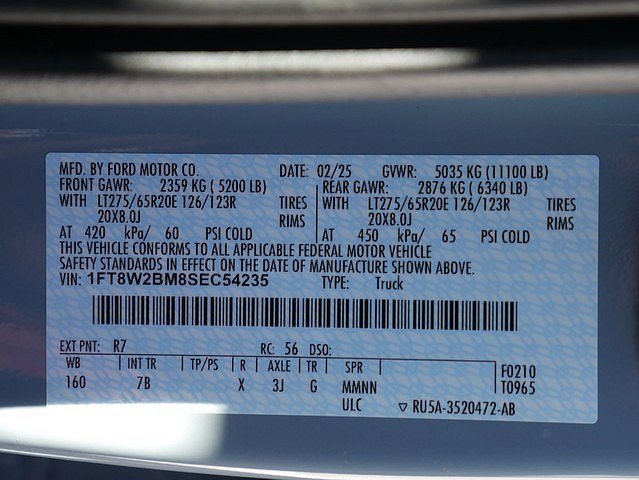 MFD. BY FORD MOTOR CO. DATE: 02/25 GVWR: 5035 KG (11100 LB)
FRONT GAWR: 2359 KG (5200 LB) REAR GAWR: 2876 KG (6340 LB)
WITH LT275/65R20E 126/123R TIRES WITH LT275/65R20E 126/123R TIRES
20X8.0J RIMS 20X8.0J RIMS
AT 420 kPa/ 60 PSI COLD AT 450 kPa/ 65 PSI COLD
THIS VEHICLE CONFORMS TO ALL APPLICABLE FEDERAL MOTOR VEHICLE
SAFETY STANDARDS IN EFFECT ON THE DATE OF MANUFACTURE SHOWN ABOVE.
VIN: 1FT8W2BM8SEC54235 TYPE: Truck
EXT PNT: R7 RC: 56 DSO:
WB INT TR TP/PS R AXLE TR SPR F0210
160 7B X 3J G MMNN T0965
ULC ▽ RU5A-3520472-AB